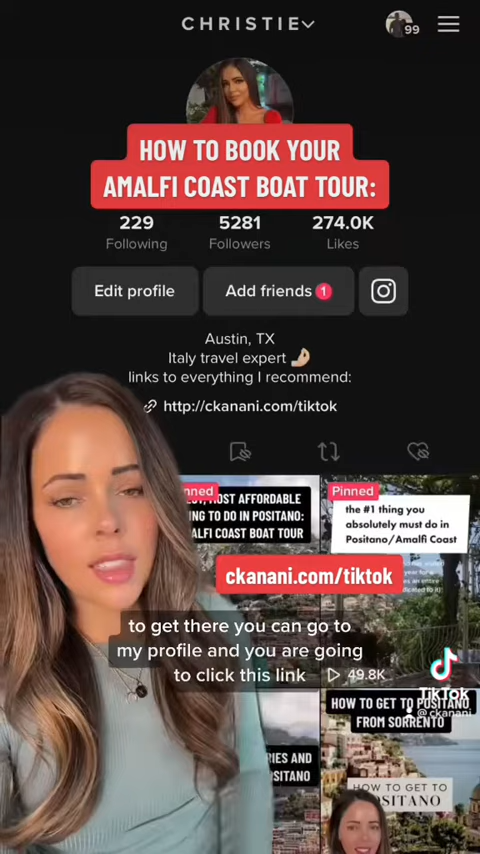 CHRISTIE
99
HOW TO BOOK YOUR
AMALFI COAST BOAT TOUR:
229
5281
274.0K
Following
Followers
Likes
Edit profile
Add friends
1
Austin, TX
Italy travel expert
links to everything I recommend:
http://ckanani.com/tiktok
Pinned
MOST AFFORDABLE
TO DO IN POSITANO:
COAST BOAT TOUR
Pinned
the #1 thing you
absolutely must do in
Positano/Amalfi Coast
ckanani.com/tiktok
to get there you can go to
my profile and you are going
to click this link
49.8K
TikTok
@ckanani
HOW TO GET TO POSITANO
FROM SORRENTO
AND
HOW TO GET TO
POSITANO